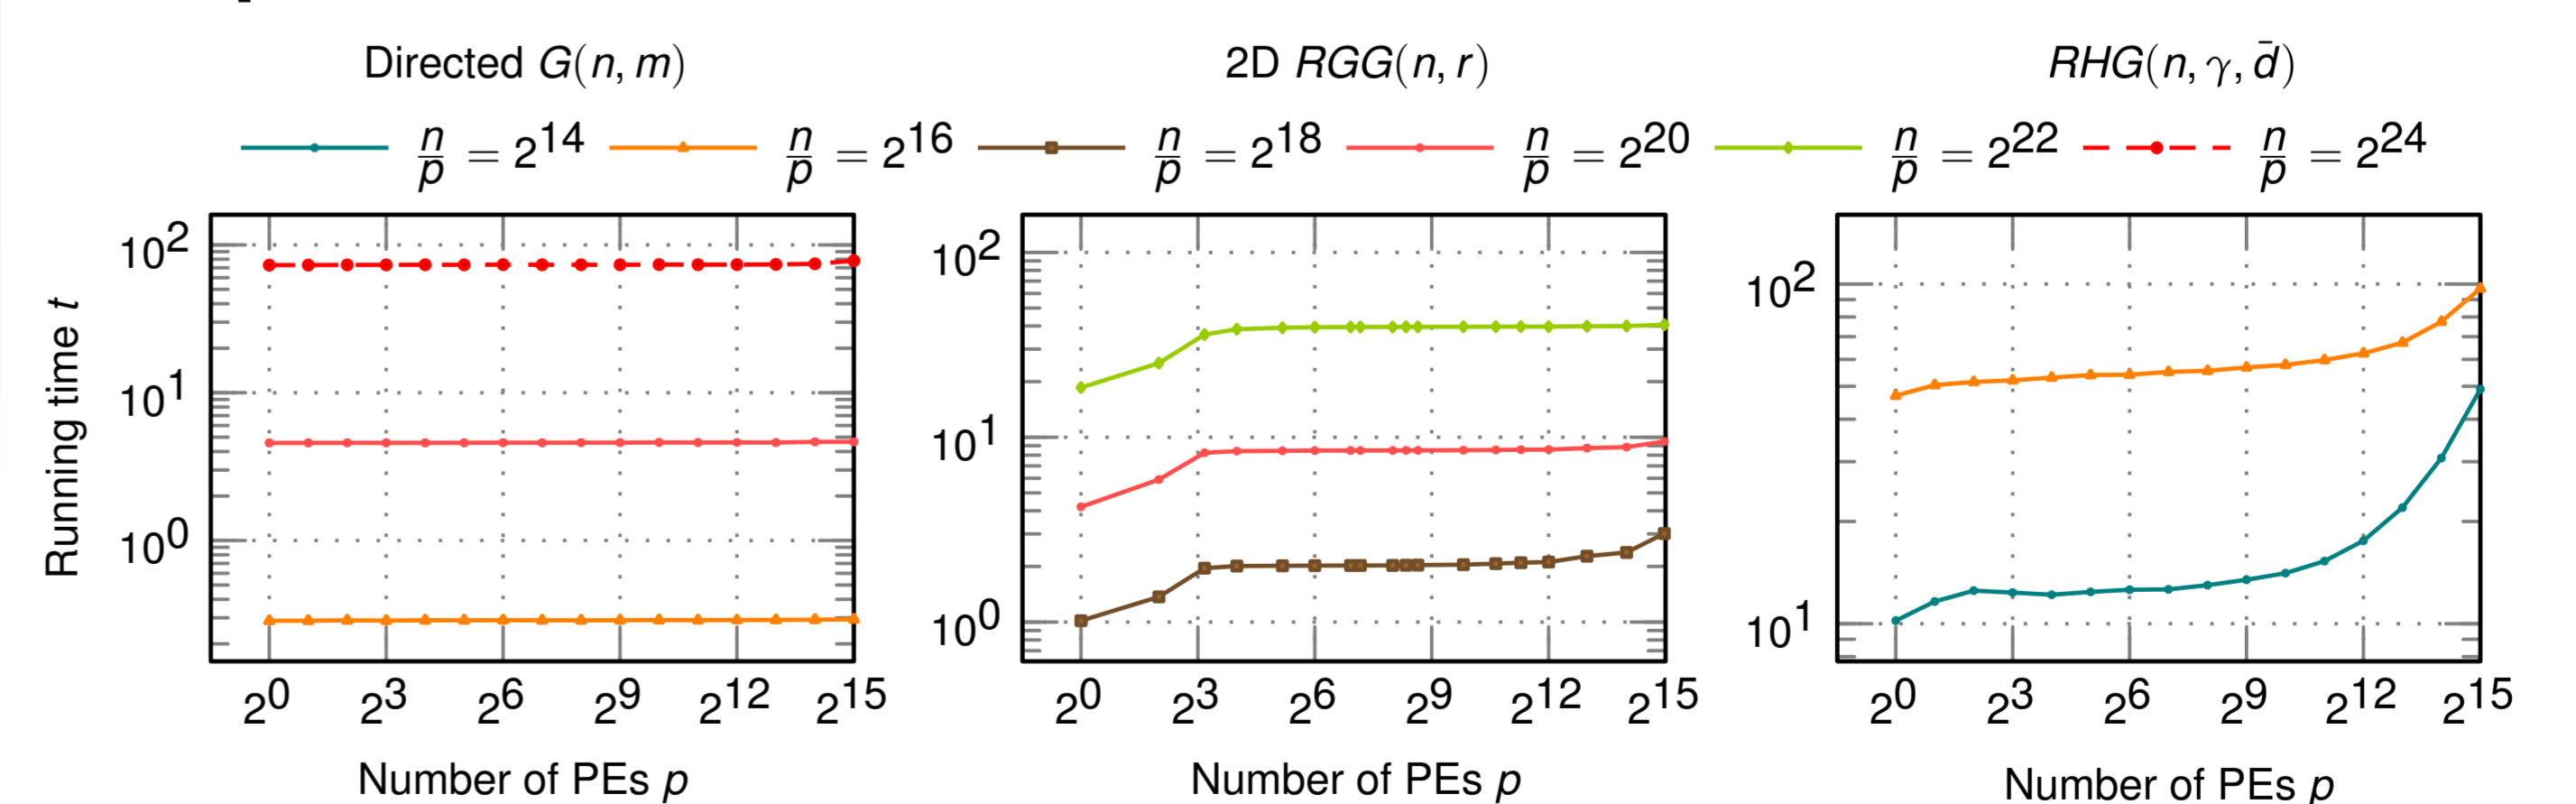 Directed G(n, m)
2D RGG(n, r)
RHG(n, γ, d̄)
n/p = 2^14
n/p = 2^16
n/p = 2^18
n/p = 2^20
n/p = 2^22
n/p = 2^24
Running time t
10^2
10^1
10^0
2^0 2^3 2^6 2^9 2^12 2^15
Number of PEs p
10^2
10^1
10^0
2^0 2^3 2^6 2^9 2^12 2^15
Number of PEs p
10^2
10^1
2^0 2^3 2^6 2^9 2^12 2^15
Number of PEs p